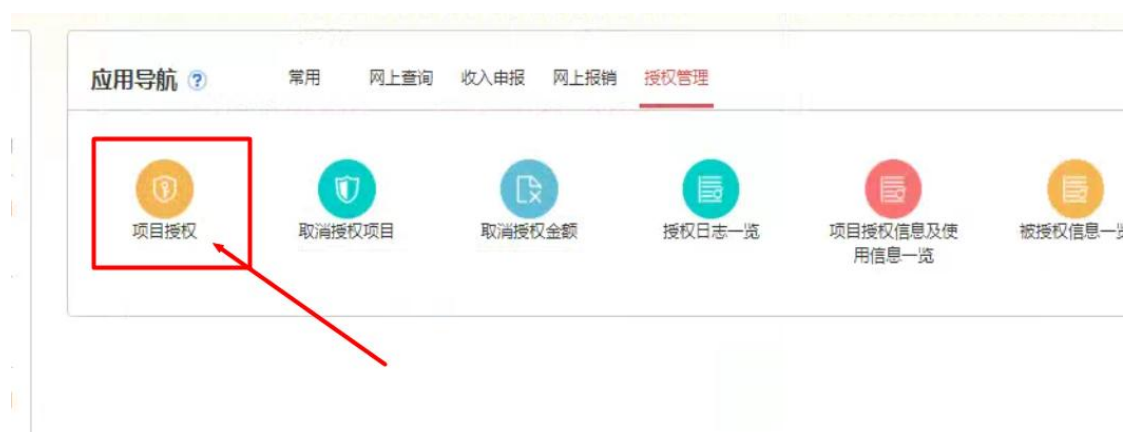 应用导航 ?
常用 网上查询 收入申报 网上报销 授权管理
项目授权
取消授权项目
取消授权金额
授权日志一览
项目授权信息及使
用信息一览
被授权信息一